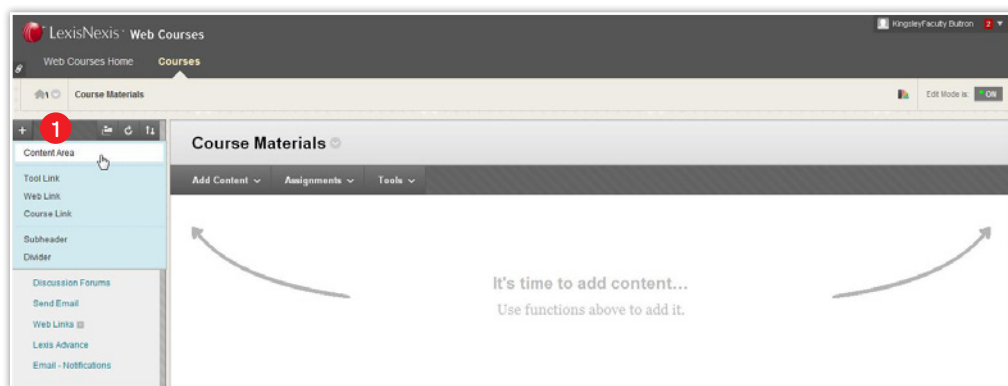 LexisNexis® Web Courses
KingsleyFaculty Butron 2
Web Courses Home Courses
1 Course Materials
Edit Mode is: ON
1
Content Area
Tool Link
Web Link
Course Link
Subheader
Divider
Discussion Forums
Send Email
Web Links
Lexis Advance
Email - Notifications
Course Materials
Add Content Assignments Tools
It's time to add content...
Use functions above to add it.